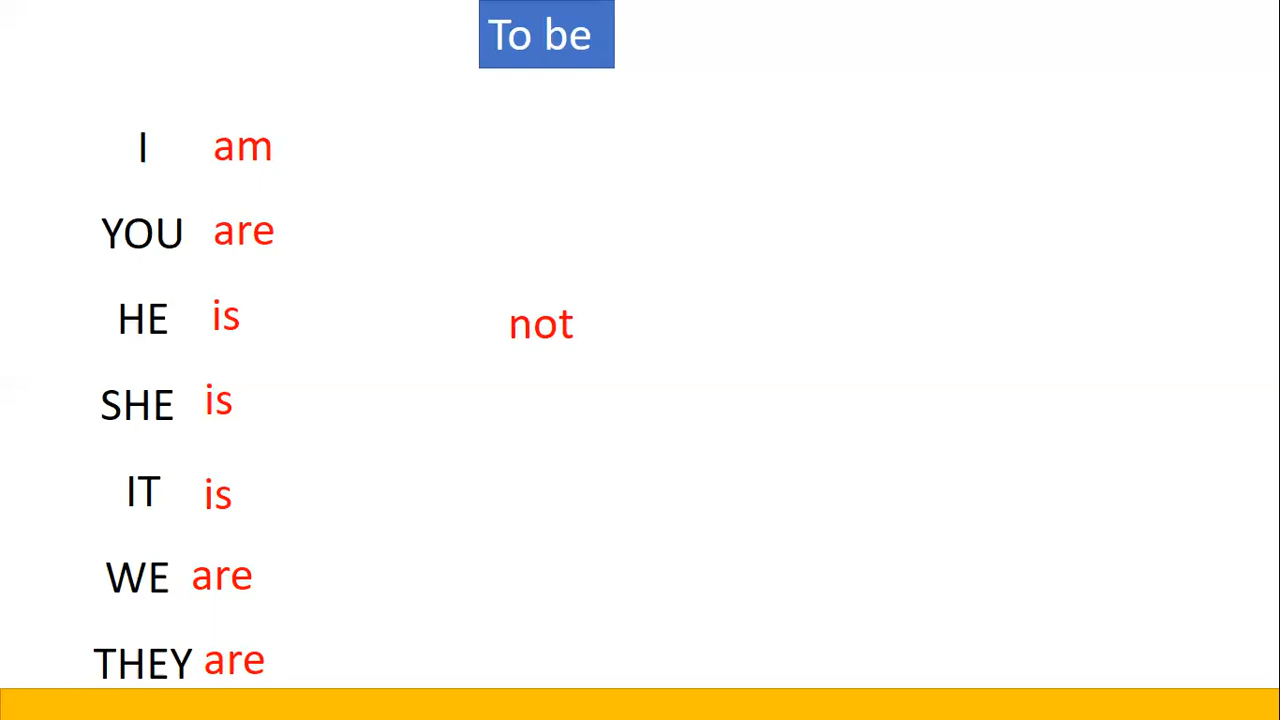 To be
I am
YOU are
HE is
not
SHE is
IT is
WE are
THEY are